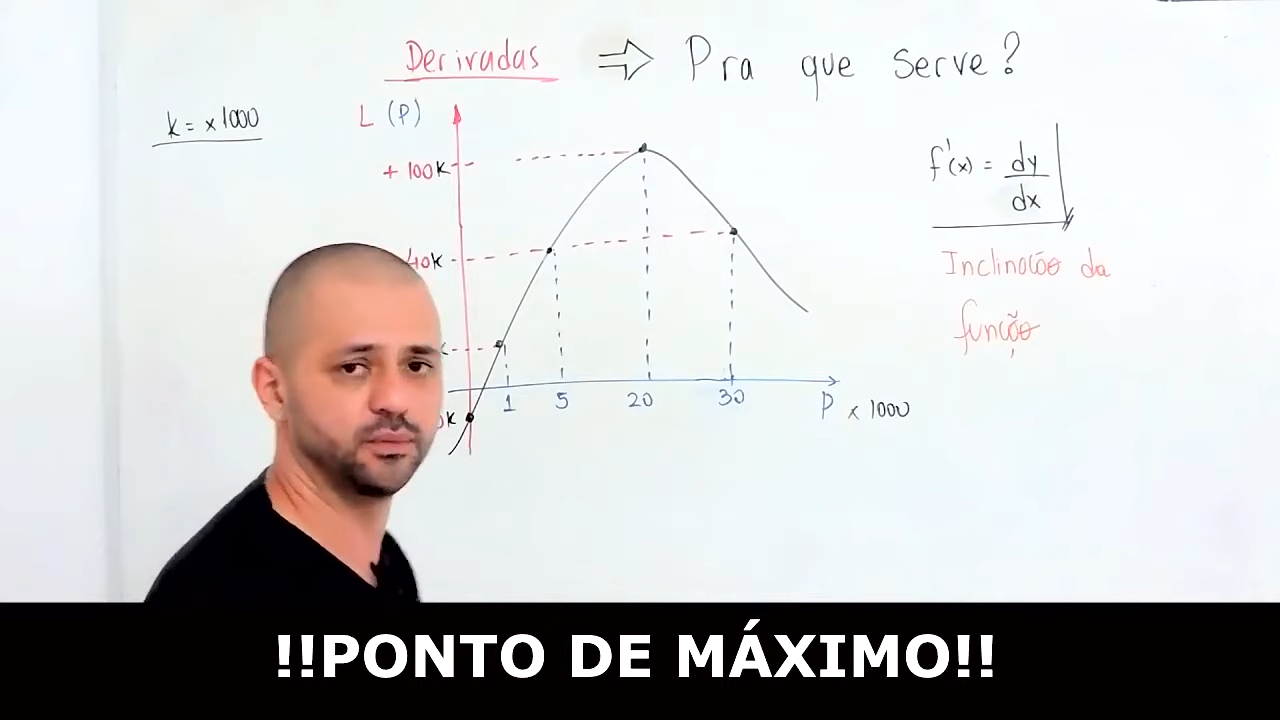 Derivadas ⇒ Pra que serve?
k = x1000
L (P)
+ 100k
40k
1 5 20 30 P x 1000
f'(x) = dy/dx
Inclinação da
função
!!PONTO DE MÁXIMO!!